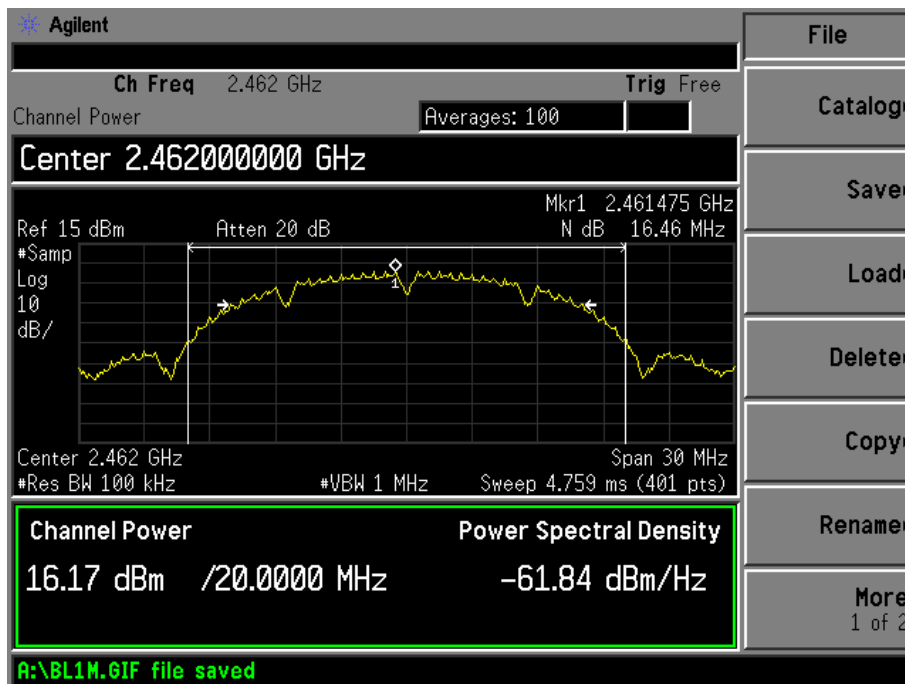 Agilent
File
Ch Freq 2.462 GHz Trig Free
Channel Power Averages: 100
Catalog
Center 2.462000000 GHz
Save
Mkr1 2.461475 GHz
Ref 15 dBm Atten 20 dB N dB 16.46 MHz
#Samp
Log
10
dB/
1
Load
Delete
Copy
Center 2.462 GHz Span 30 MHz
#Res BW 100 kHz #VBW 1 MHz Sweep 4.759 ms (401 pts)
Channel Power Power Spectral Density
Rename
16.17 dBm /20.0000 MHz -61.84 dBm/Hz
More
1 of 2
A:\BL1M.GIF file saved